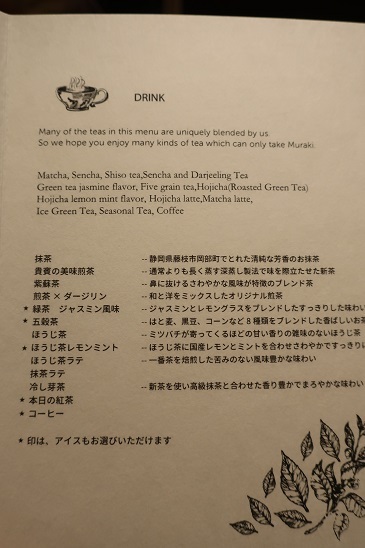 DRINK
Many of the teas in this menu are uniquely blended by us
So we hope you enjoy many kinds of tea which can only take Muraki.
Matcha, Sencha, Shiso tea,Sencha and Darjeeling Tea
Green tea jasmine flavor, Five grain tea,Hojicha(Roasted Green Tea)
Hojicha lemon mint flavor, Hojicha latte,Matcha latte,
Ice Green Tea, Seasonal Tea, Coffee
抹茶 -- 静岡県藤枝市岡部町でとれた清純な芳香のお抹茶
貴賓の美味煎茶 -- 通常よりも長く蒸す深蒸し製法で味を際立たせた新茶
紫蘇茶 -- 鼻に抜けるさわやかな風味が特徴のブレンド茶
煎茶 × ダージリン -- 和と洋をミックスしたオリジナル煎茶
★ 緑茶 ジャスミン風味 -- ジャスミンとレモングラスをブレンドしたすっきりした味わい
★ 五穀茶 -- はと麦、黒豆、コーンなど 8 種類をブレンドした香ばしいお茶
ほうじ茶 -- ミツバチが寄ってくるほどの甘い香りの雑味のないほうじ茶
★ ほうじ茶レモンミント -- ほうじ茶に国産レモンとミントを合わせさわやかですっきり
ほうじ茶ラテ -- 一番茶を焙煎した苦みのない風味豊かな味わい
抹茶ラテ
冷し芽茶 -- 新茶を使い高級抹茶と合わせた香り豊かでまろやかな味わい
★ 本日の紅茶
★ コーヒー
★ 印は、アイスもお選びいただけます